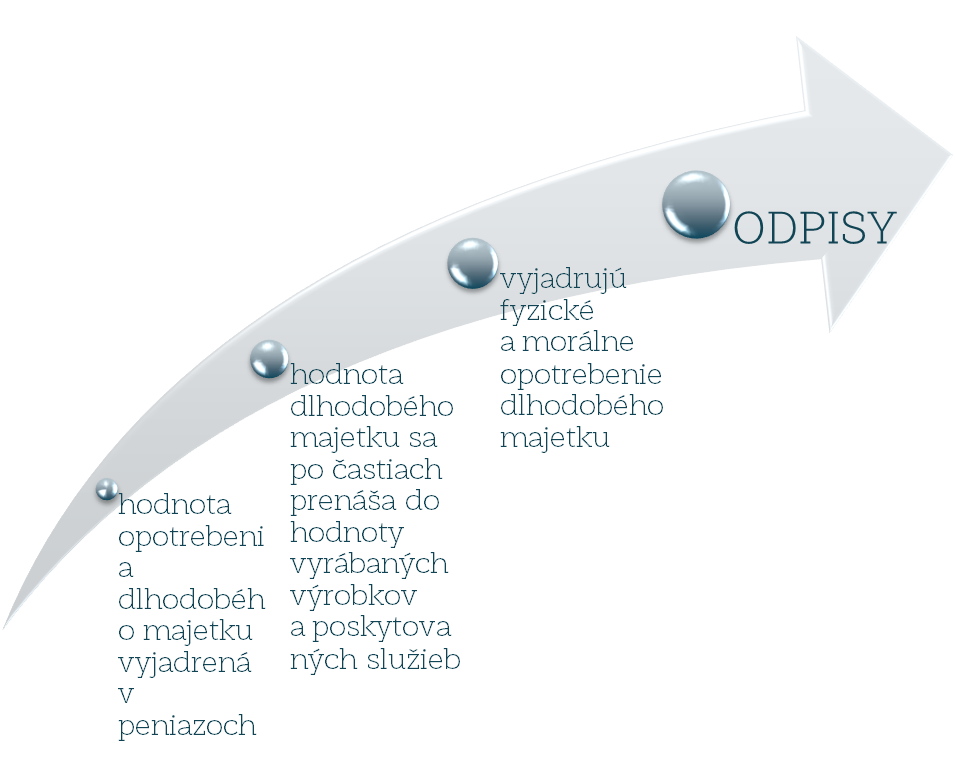 hodnota
opotrebeni
a
dlhodobéh
o majetku
vyjadrená
v
peniazoch
hodnota
dlhodobého
majetku sa
po častiach
prenáša do
hodnoty
vyrábaných
výrobkov
a poskytova
ných služieb
vyjadrujú
fyzické
a morálne
opotrebenie
dlhodobého
majetku
ODPISY